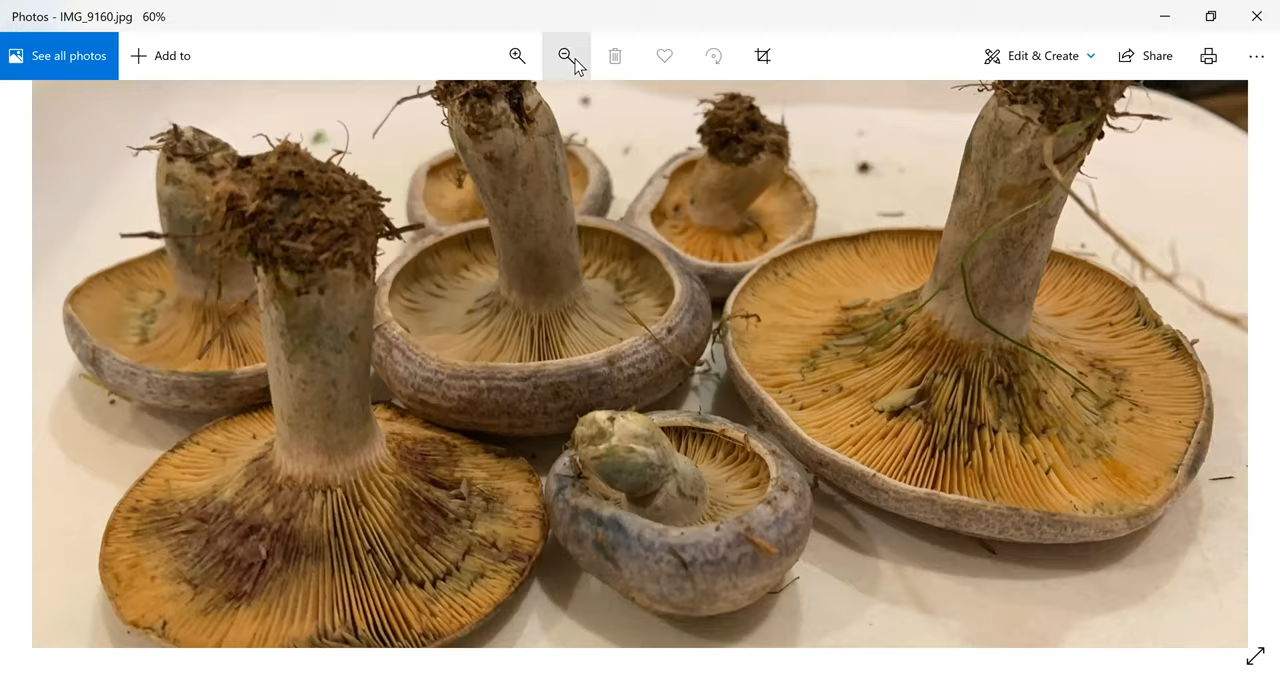 Photos - IMG_9160.jpg 60%
See all photos
Add to
Edit & Create
Share